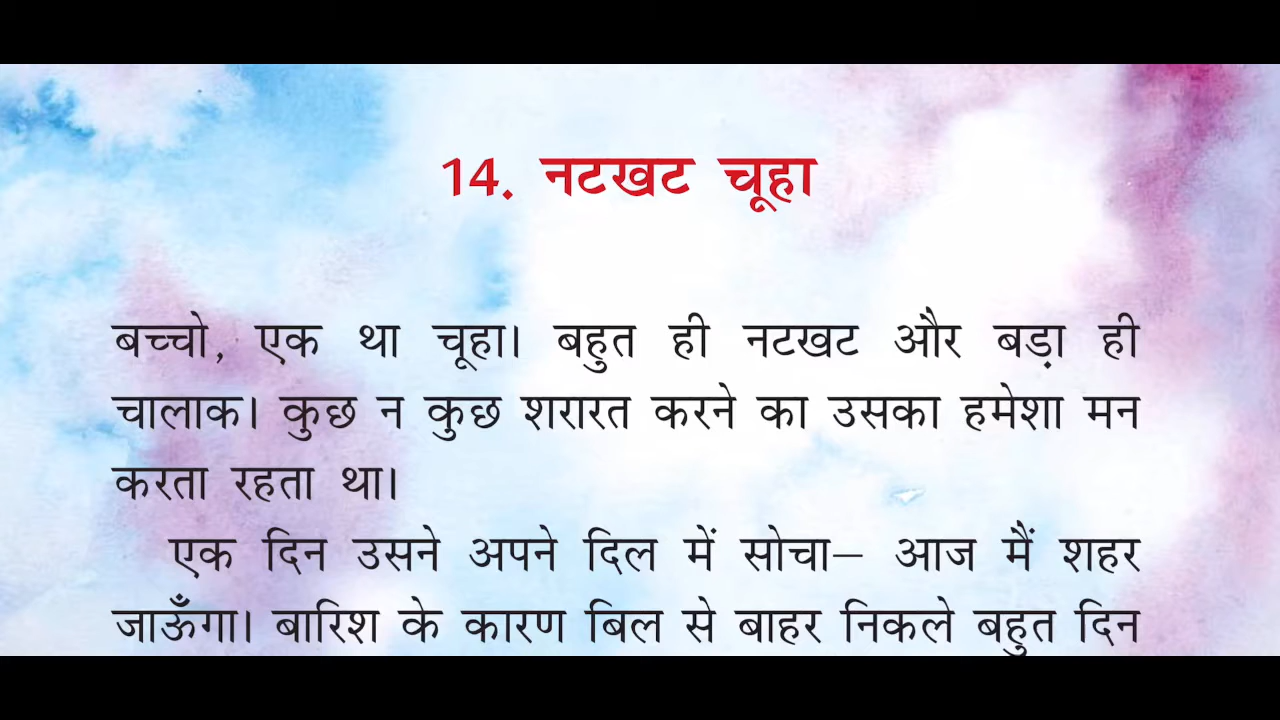 14. नटखट चूहा
बच्चो, एक था चूहा। बहुत ही नटखट और बड़ा ही
चालाक। कुछ न कुछ शरारत करने का उसका हमेशा मन
करता रहता था।
एक दिन उसने अपने दिल में सोचा– आज मैं शहर
जाऊँगा। बारिश के कारण बिल से बाहर निकले बहुत दिन